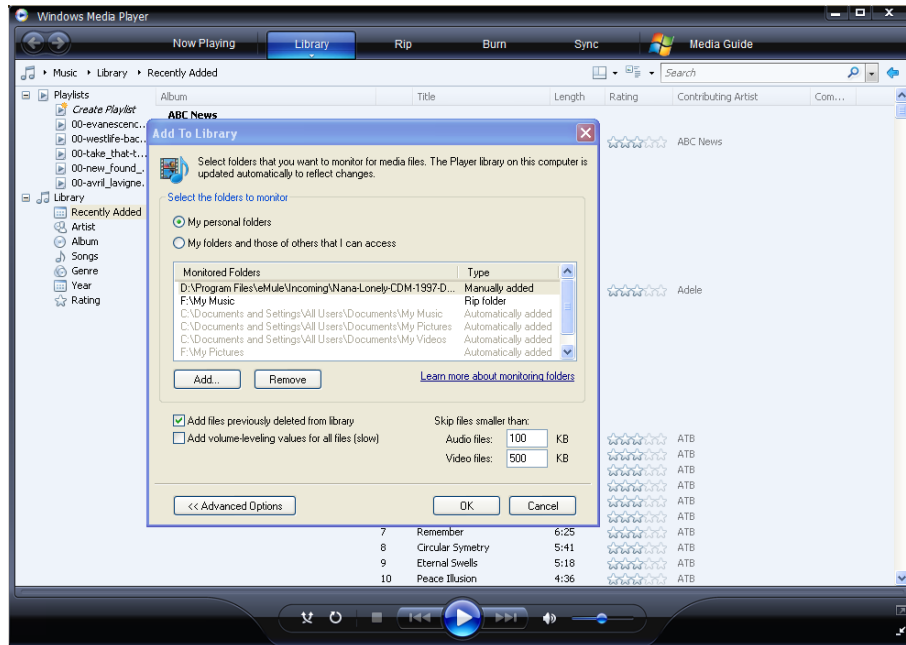 Windows Media Player
Now Playing Library Rip Burn Sync Media Guide
Music Library Recently Added Search
Playlists
Create Playlist
00-evanescenc...
00-westlife-bac...
00-take_that-t...
00-new_found_...
00-avril_lavigne...
Library
Recently Added
Artist
Album
Songs
Genre
Year
Rating
Album Title Length Rating Contributing Artist Com...
ABC News
ABC News
Adele
ATB
ATB
ATB
ATB
ATB
ATB
7 Remember 6:25 ATB
8 Circular Symetry 5:41 ATB
9 Eternal Swells 5:18 ATB
10 Peace Illusion 4:36 ATB
Add To Library
Select folders that you want to monitor for media files. The Player library on this computer is
updated automatically to reflect changes.
Select the folders to monitor
My personal folders
My folders and those of others that I can access
Monitored Folders Type
D:\Program Files\eMule\Incoming\Nana-Lonely-CDM-1997-D... Manually added
F:\My Music Rip folder
C:\Documents and Settings\All Users\Documents\My Music Automatically added
C:\Documents and Settings\All Users\Documents\My Pictures Automatically added
C:\Documents and Settings\All Users\Documents\My Videos Automatically added
F:\My Pictures Automatically added
Add... Remove Learn more about monitoring folders
Add files previously deleted from library Skip files smaller than:
Add volume-leveling values for all files (slow) Audio files: 100 KB
Video files: 500 KB
<< Advanced Options OK Cancel